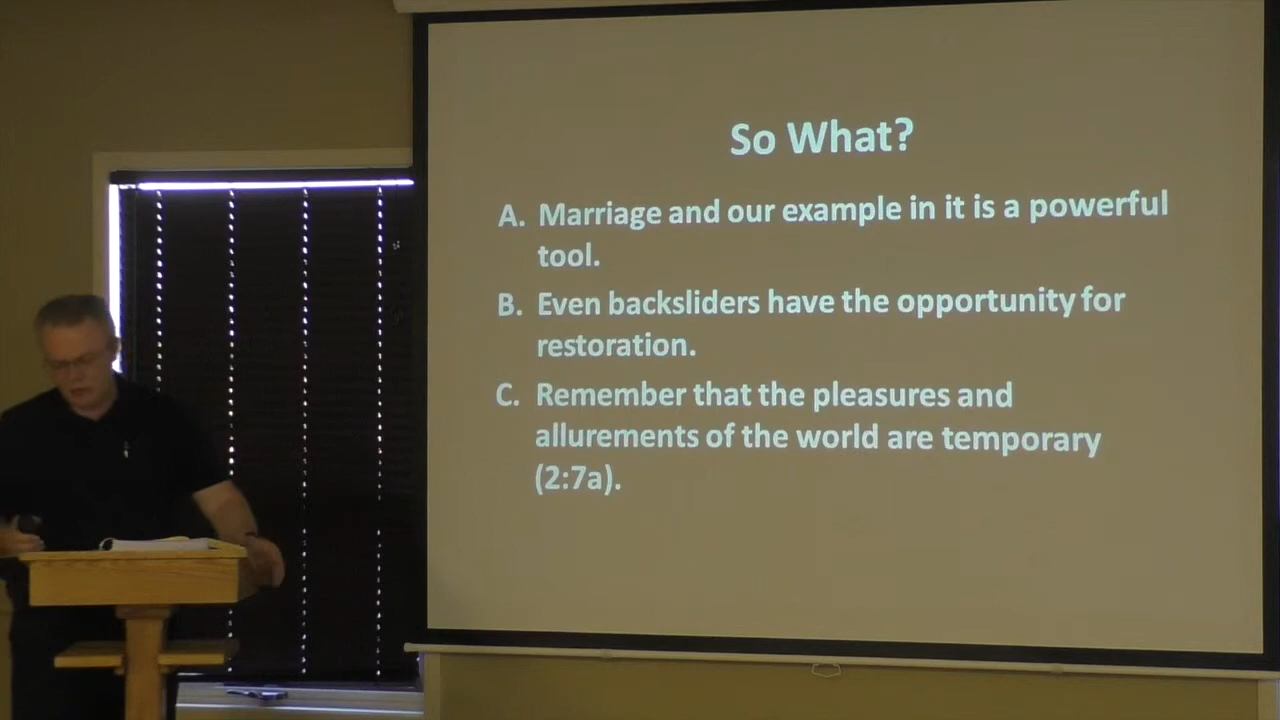 So What?
A. Marriage and our example in it is a powerful
tool.
B. Even backsliders have the opportunity for
restoration.
C. Remember that the pleasures and
allurements of the world are temporary
(2:7a).